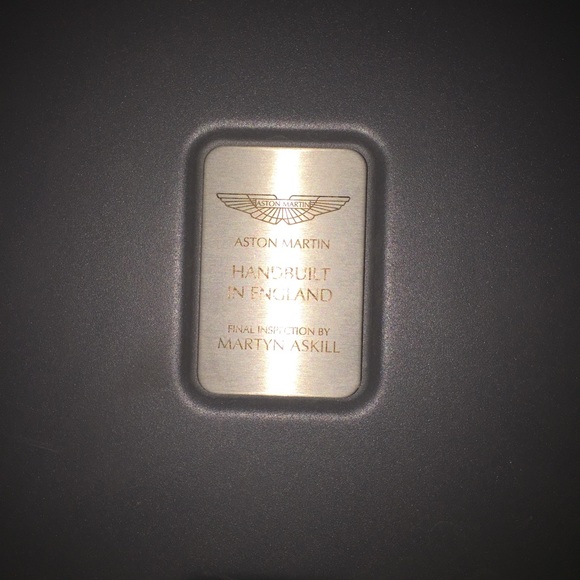 ASTON MARTIN
ASTON MARTIN
HANDBUILT
IN ENGLAND
FINAL INSPECTION BY
MARTYN ASKILL